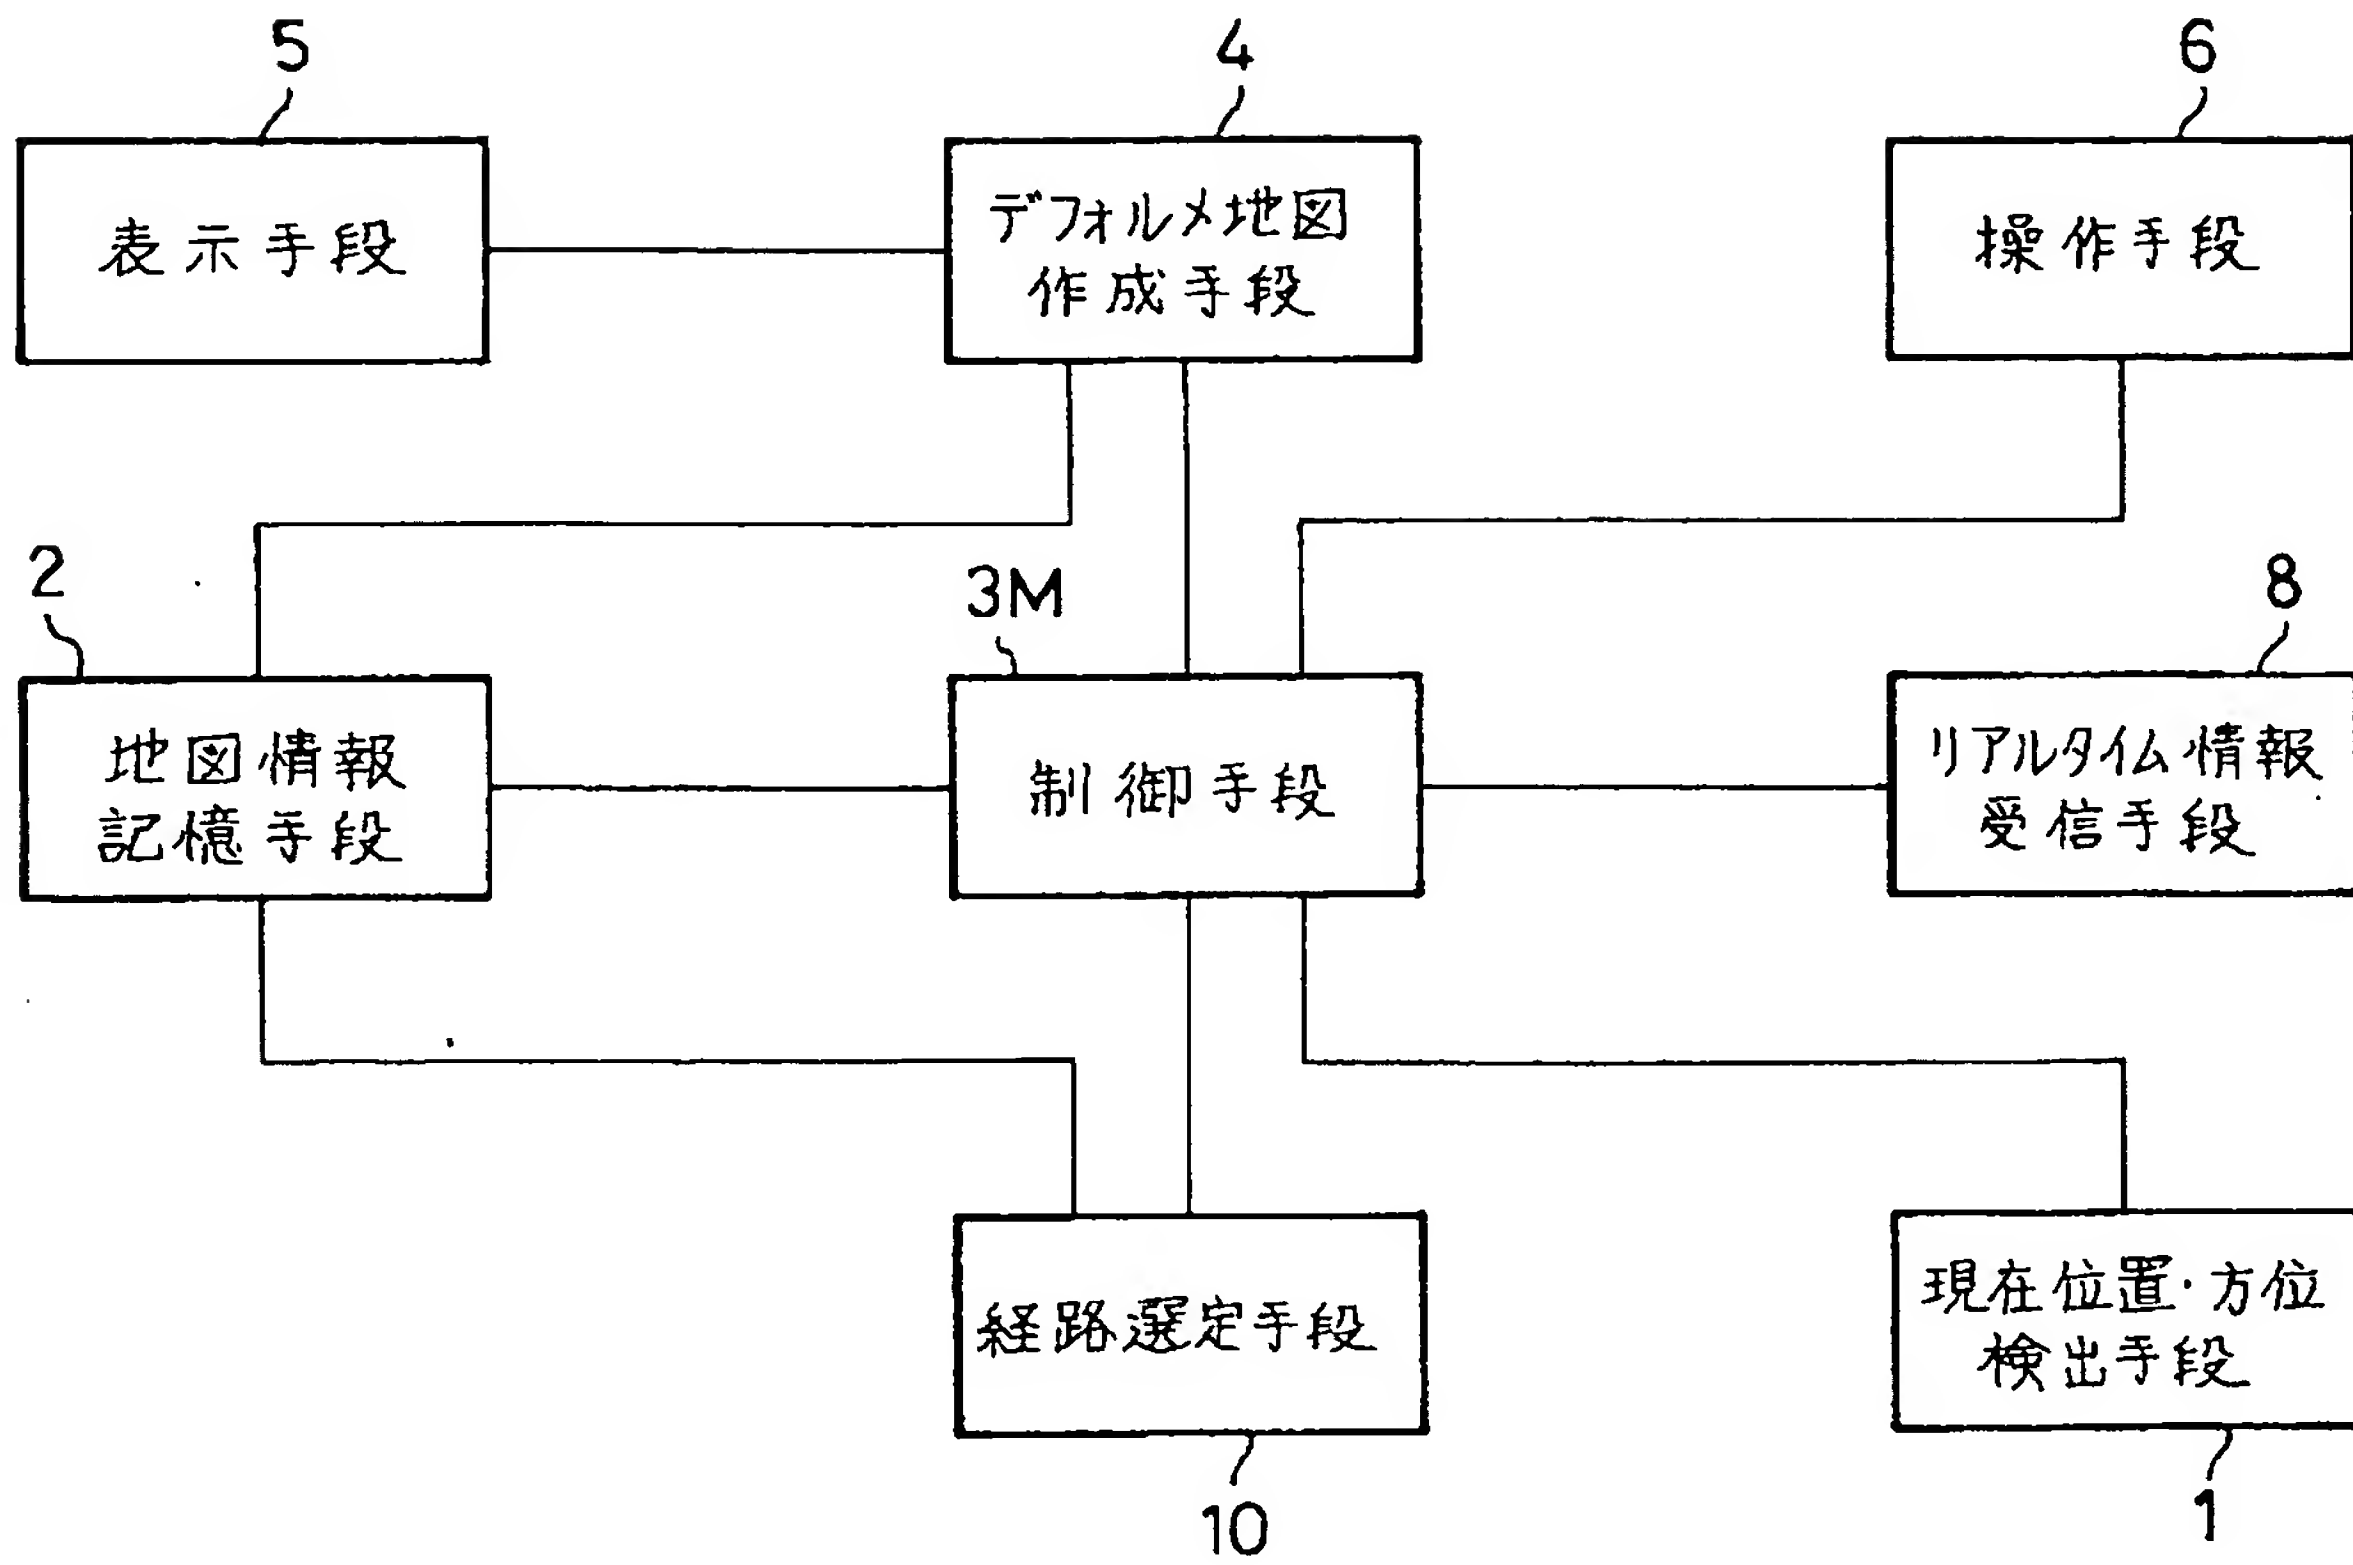 5
4
6
表示手段
デフォルメ地図
作成手段
操作手段
2
3M
8
地図情報
記憶手段
制御手段
リアルタイム情報
受信手段
経路選定手段
現在位置・方位
検出手段
10
1